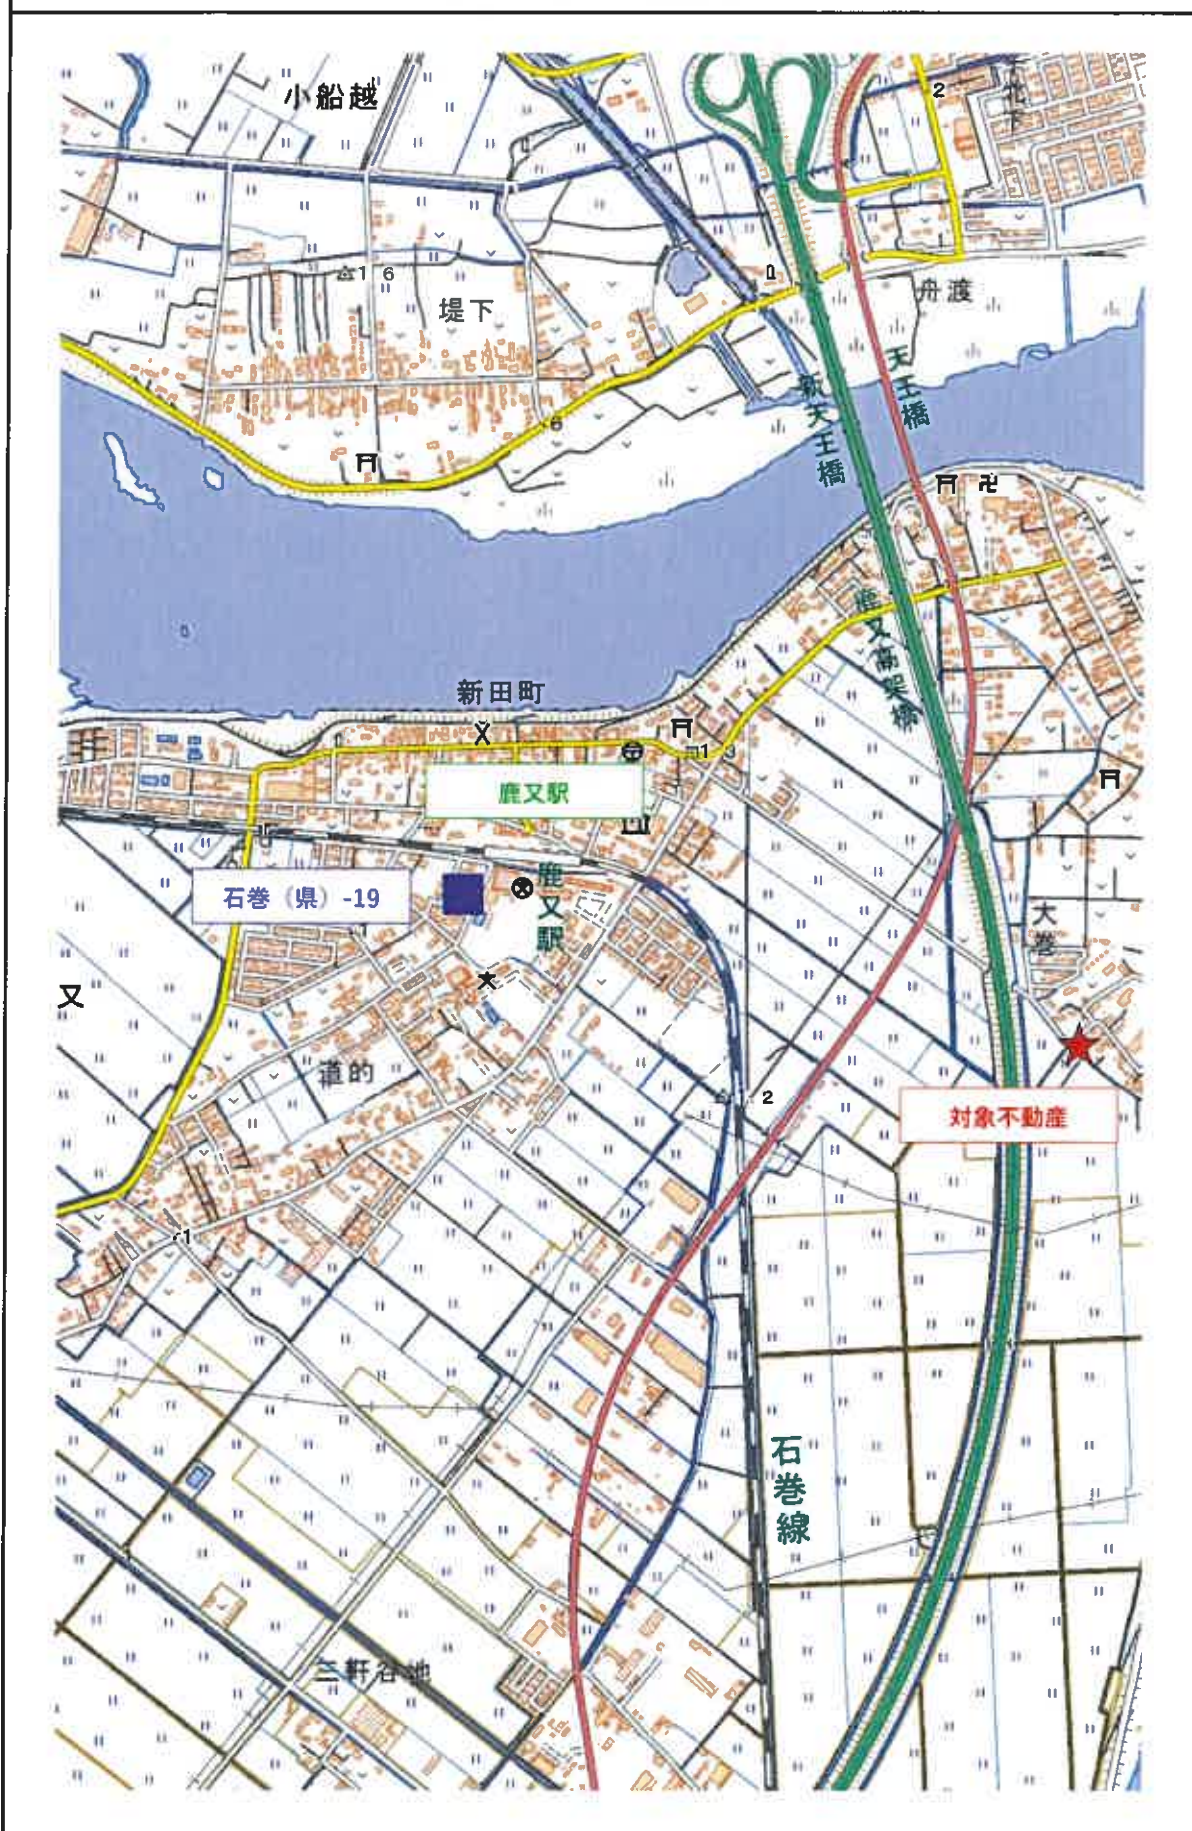 小船越
2
16
堤下
舟渡
天王橋
新天王橋
6
鹿又高架橋
新田町
1 3
鹿又駅
石巻（県）-19
鹿又駅
大巻
又
道的
2
対象不動産
1
石巻線
三軒谷地